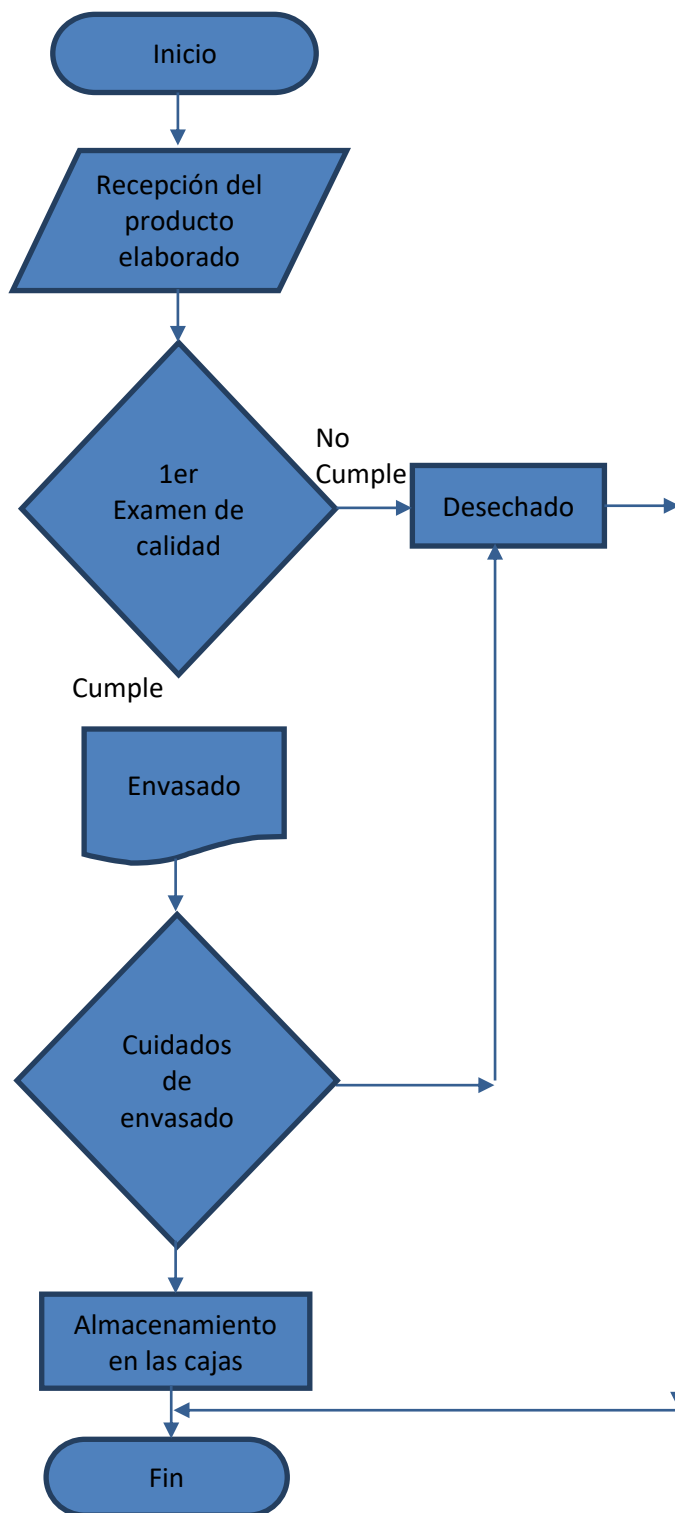 Inicio
Recepción del
producto
elaborado
No
Cumple
1er
Examen de
calidad
Desechado
Cumple
Envasado
Cuidados
de
envasado
Almacenamiento
en las cajas
Fin